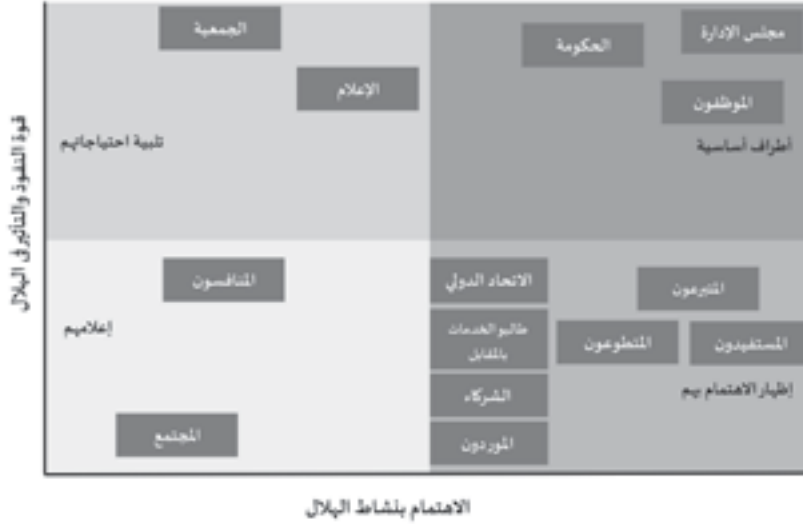 مجلس الإدارة
الحكومة
الجمعية
الإعلام
الموظفون
أطراف أساسية
تلبية احتياجاتهم
قوة النفوذ والتأثير في الهلال
الاتحاد الدولي
المتبرعون
المنافسون
طالبو الخدمات
بالمقابل
المستفيدون
المتطوعون
إعلامهم
إظهار الاهتمام بهم
الشركاء
الموردون
المجتمع
الاهتمام بنشاط الهلال